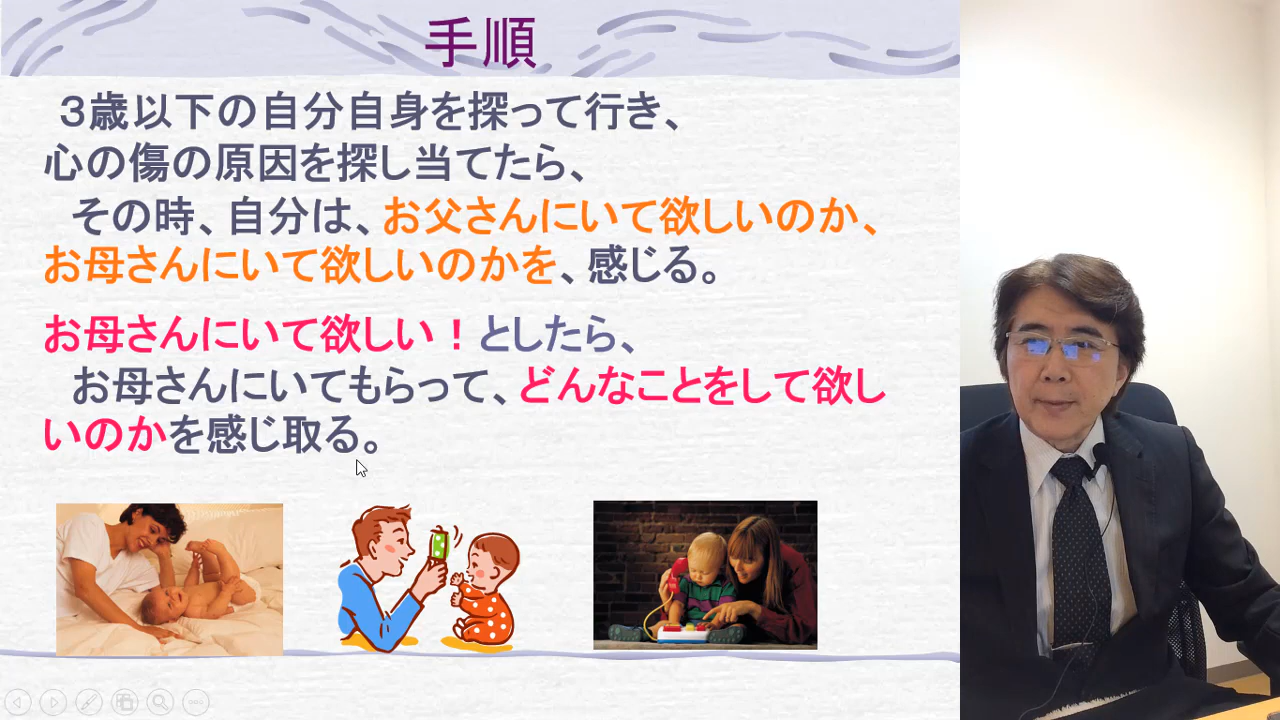 手順
３歳以下の自分自身を探って行き、
心の傷の原因を探し当てたら、
その時、自分は、お父さんにいて欲しいのか、
お母さんにいて欲しいのかを、感じる。
お母さんにいて欲しい！としたら、
お母さんにいてもらって、どんなことをして欲し
いのかを感じ取る。